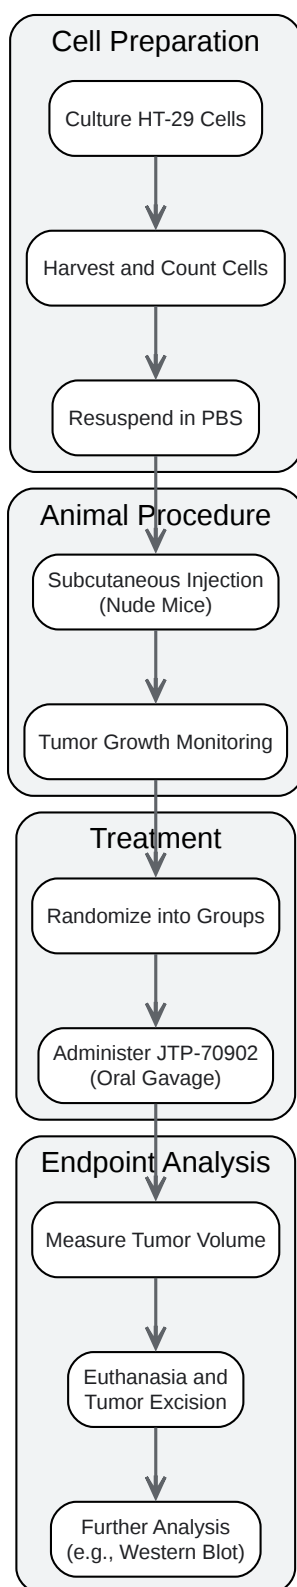 Cell Preparation
Culture HT-29 Cells
Harvest and Count Cells
Resuspend in PBS
Animal Procedure
Subcutaneous Injection
(Nude Mice)
Tumor Growth Monitoring
Treatment
Randomize into Groups
Administer JTP-70902
(Oral Gavage)
Endpoint Analysis
Measure Tumor Volume
Euthanasia and
Tumor Excision
Further Analysis
(e.g., Western Blot)